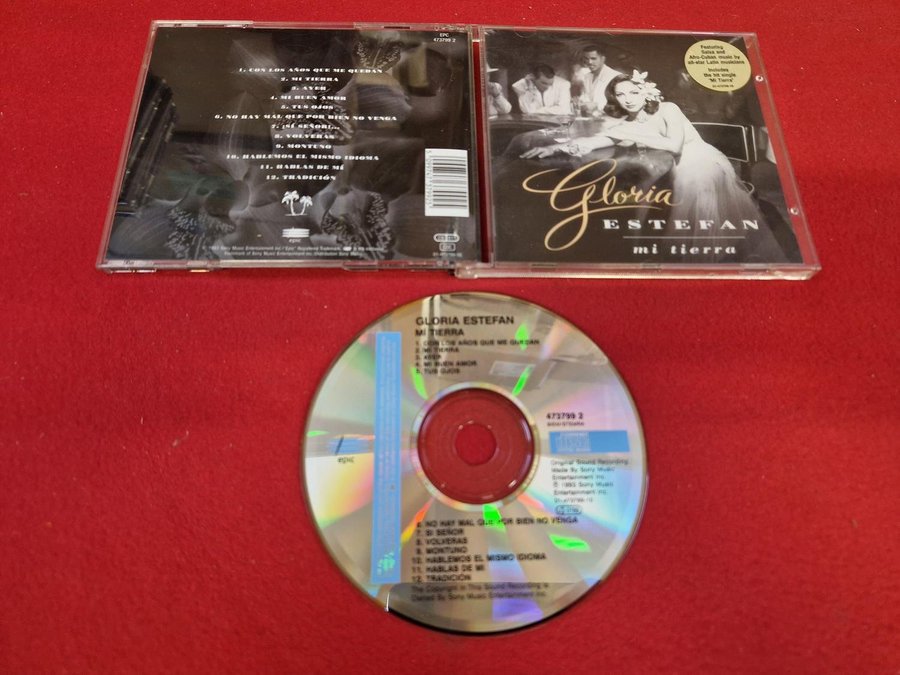 EPC
473799 2
1. CON LOS AÑOS QUE ME QUEDAN
2. MI TIERRA
3. AYER
4. MI BUEN AMOR
5. TUS OJOS
6. NO HAY MAL QUE POR BIEN NO VENGA
7. ¡SÍ SEÑOR!...
8. VOLVERAS
9. MONTUNO
10. HABLEMOS EL MISMO IDIOMA
11. HABLAS DE MÍ
12. TRADICIÓN
epic
Featuring
Salsa and
Afro-Cuban music by
all-star Latin musicians
Includes
the hit single
"Mi Tierra"
Gloria
ESTEFAN
mi tierra
GLORIA ESTEFAN
MI TIERRA
1. CON LOS AÑOS QUE ME QUEDAN
2. MI TIERRA
3. AYER
4. MI BUEN AMOR
5. TUS OJOS
473799 2
epic
Original Sound Recording
Made By Sony Music
Entertainment Inc.
℗ 1993 Sony Music
Entertainment Inc.
01-473799-10
6. NO HAY MAL QUE POR BIEN NO VENGA
7. SI SEÑOR
8. VOLVERAS
9. MONTUNO
10. HABLEMOS EL MISMO IDIOMA
11. HABLAS DE MI
12. TRADICIÓN
The Copyright In This Sound Recording is
Owned By Sony Music Entertainment Inc.